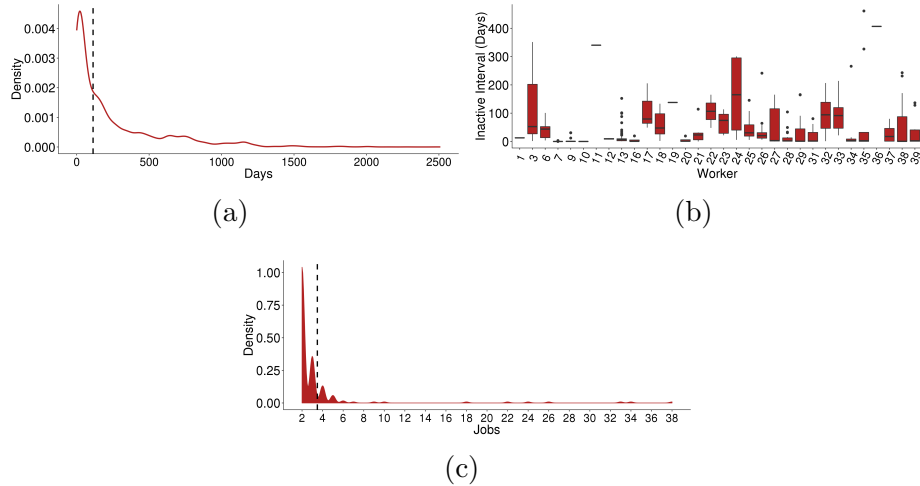 0.004
0.003
0.002
0.001
0.000
Density
0 500 1000 1500 2000 2500
Days
(a)
400
300
200
100
0
Inactive Interval (Days)
1 3 6 7 9 10 11 12 13 16 17 18 19 20 21 22 23 24 25 26 27 28 29 31 32 33 34 35 36 37 38 39
Worker
(b)
1.00
0.75
0.50
0.25
0.00
Density
2 4 6 8 10 12 14 16 18 20 22 24 26 28 30 32 34 36 38
Jobs
(c)